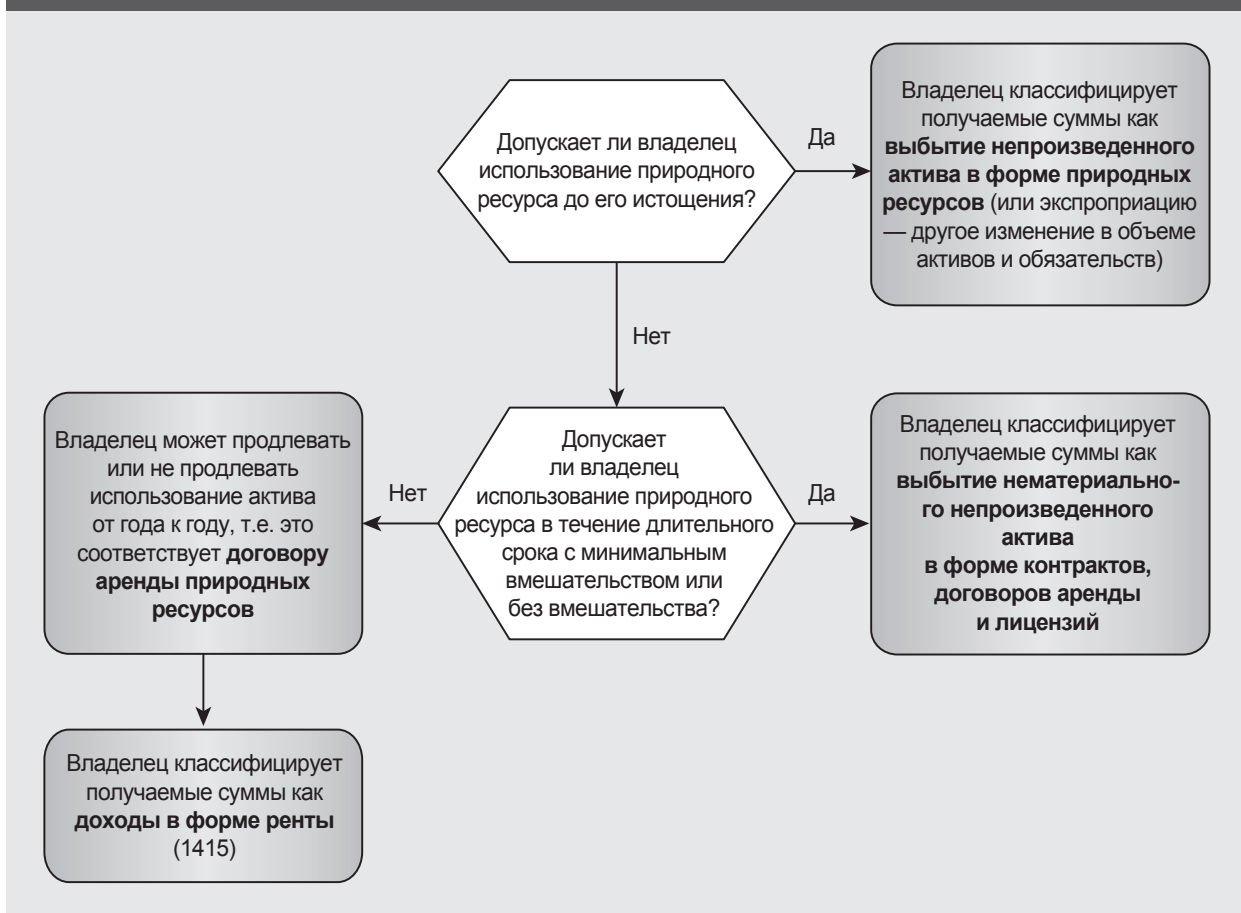 Допускает ли владелец
использование природного
ресурса до его истощения?
Да
Владелец классифицирует
получаемые суммы как
выбытие непроизведенного
актива в форме природных
ресурсов (или экспроприацию
— другое изменение в объеме
активов и обязательств)
Нет
Владелец может продлевать
или не продлевать
использование актива
от года к году, т.е. это
соответствует договору
аренды природных
ресурсов
Нет
Допускает
ли владелец
использование природного
ресурса в течение длительного
срока с минимальным
вмешательством или
без вмешательства?
Да
Владелец классифицирует
получаемые суммы как
выбытие нематериально-
го непроизведенного
актива
в форме контрактов,
договоров аренды
и лицензий
Владелец классифицирует
получаемые суммы как
доходы в форме ренты
(1415)